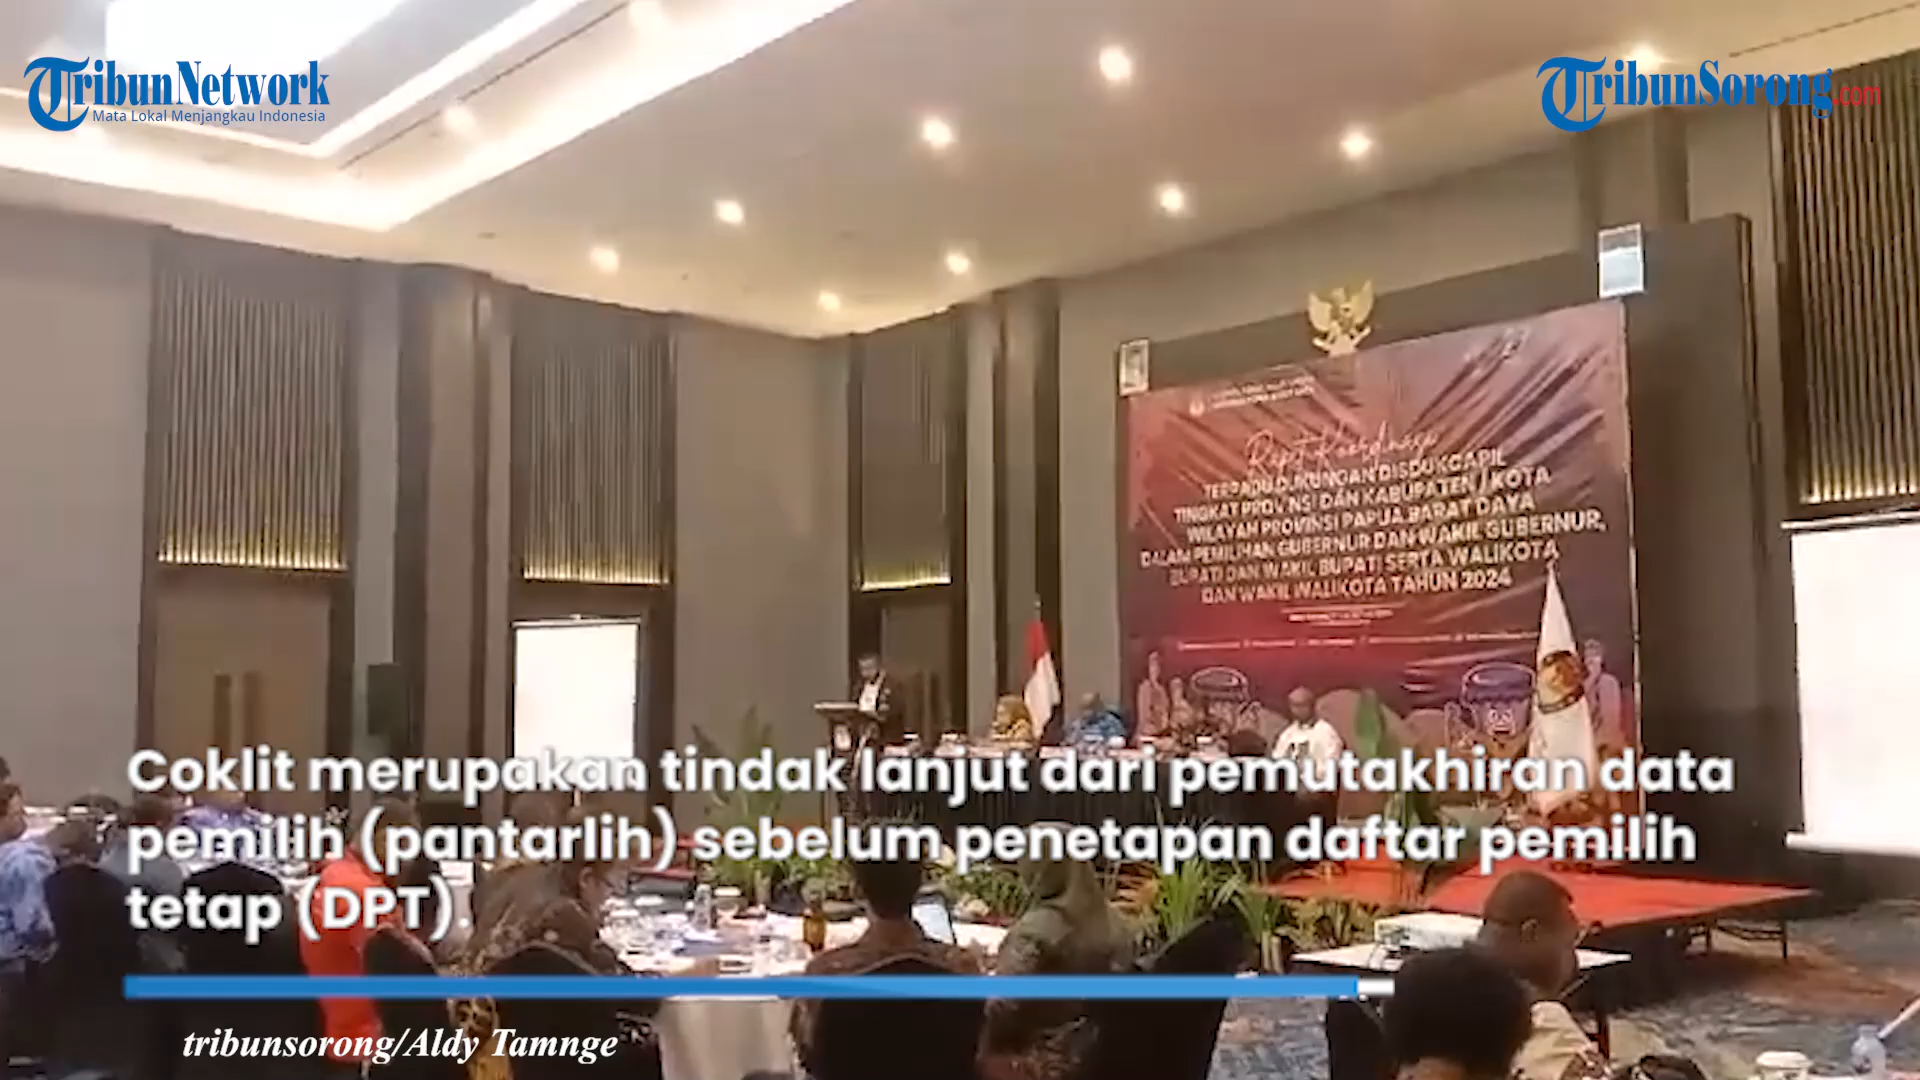 TribunNetwork
Mata Lokal Menjangkau Indonesia
TribunSorong.com
Rapat Koordinasi
TERPADU DUKUNGAN DISDUKCAPIL
TINGKAT PROVINSI DAN KABUPATEN / KOTA
WILAYAH PROVINSI PAPUA BARAT DAYA
DALAM PEMILIHAN GUBERNUR DAN WAKIL GUBERNUR,
BUPATI DAN WAKIL BUPATI SERTA WALIKOTA
DAN WAKIL WALIKOTA TAHUN 2024
Coklit merupakan tindak lanjut dari pemutakhiran data
pemilih (pantarlih) sebelum penetapan daftar pemilih
tetap (DPT).
tribunsorong/Aldy Tamnge